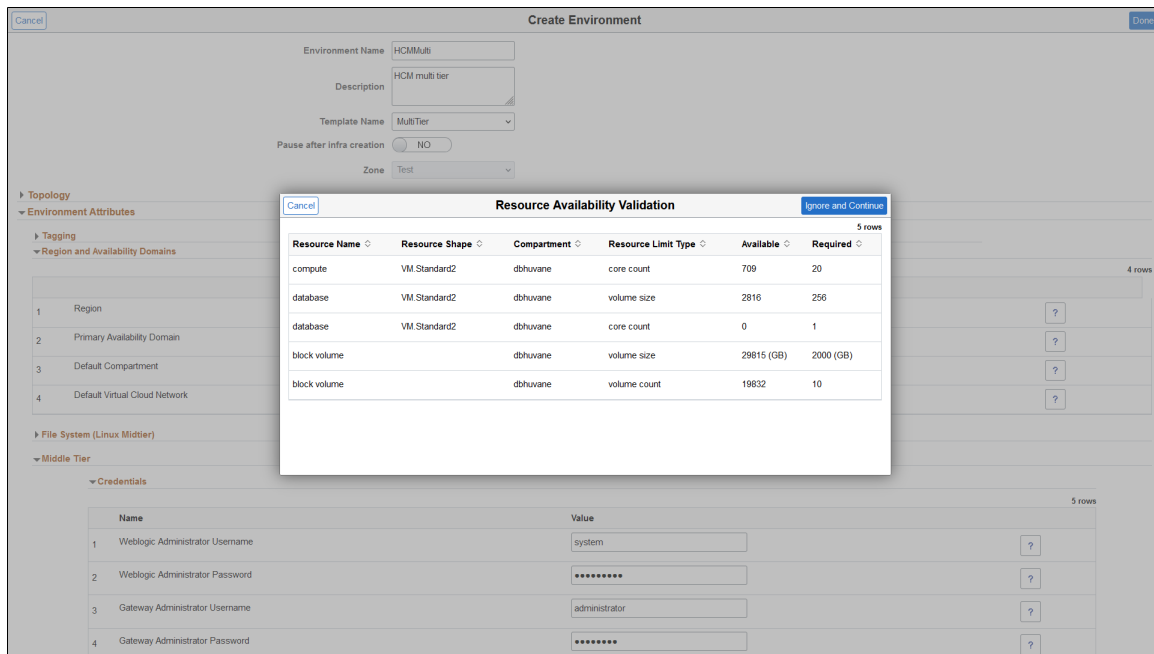 Cancel Create Environment Done
Environment Name HCMMulti
Description HCM multi tier
Template Name MultiTier
Pause after infra creation NO
Zone Test
Topology
Environment Attributes
Tagging
Region and Availability Domains
4 rows
1 Region ?
2 Primary Availability Domain ?
3 Default Compartment ?
4 Default Virtual Cloud Network ?
File System (Linux Midtier)
Middle Tier
Credentials
5 rows
Name Value
1 Weblogic Administrator Username system ?
2 Weblogic Administrator Password ••••••••• ?
3 Gateway Administrator Username administrator ?
4 Gateway Administrator Password •••••••• ?
Cancel Resource Availability Validation Ignore and Continue
5 rows
Resource Name Resource Shape Compartment Resource Limit Type Available Required
compute VM.Standard2 dbhuvane core count 709 20
database VM.Standard2 dbhuvane volume size 2816 256
database VM.Standard2 dbhuvane core count 0 1
block volume dbhuvane volume size 29815 (GB) 2000 (GB)
block volume dbhuvane volume count 19832 10